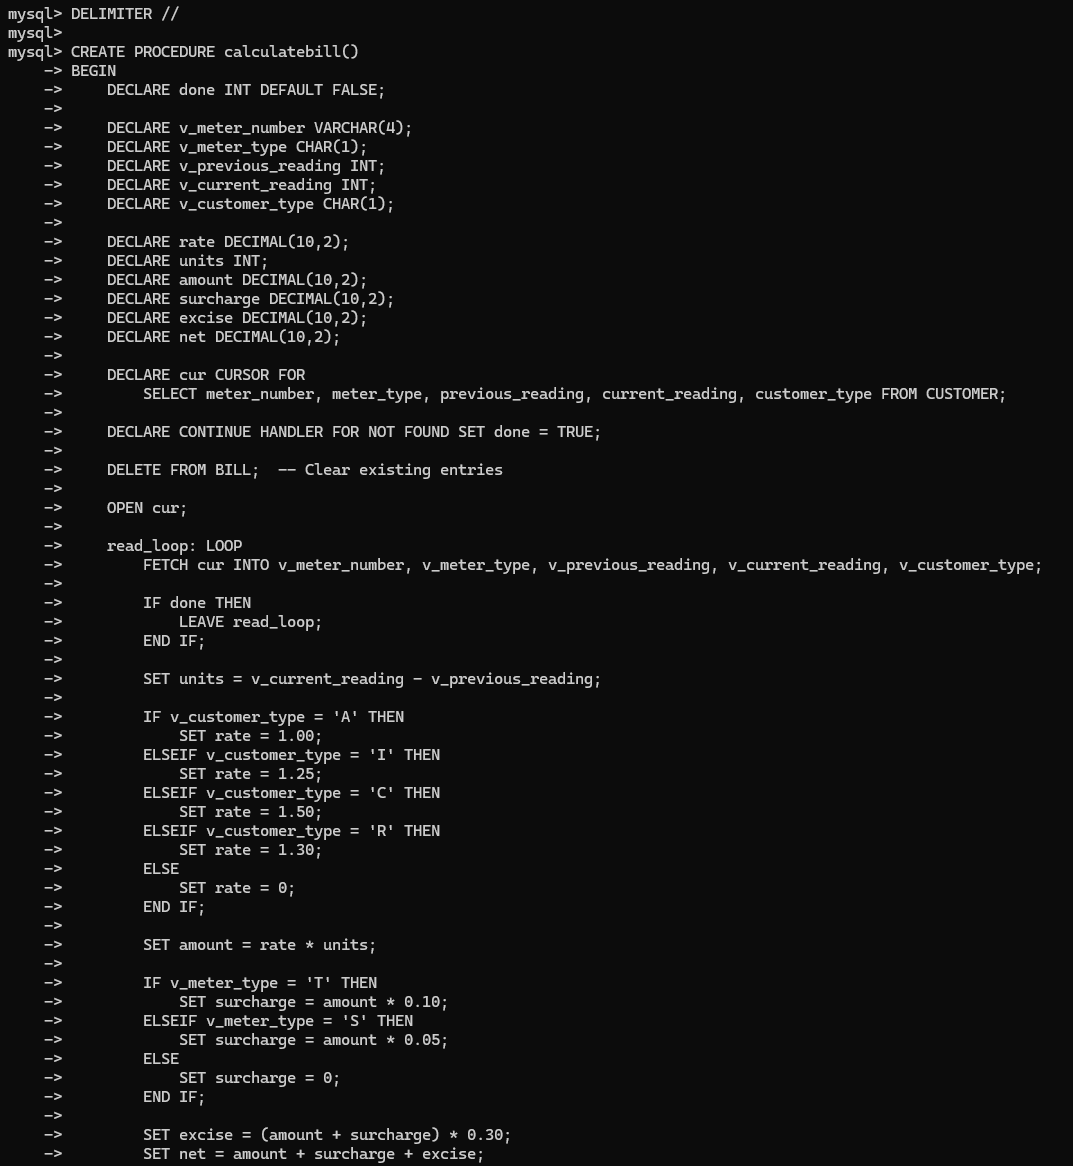 mysql> DELIMITER //
mysql>
mysql> CREATE PROCEDURE calculatebill()
    -> BEGIN
    ->     DECLARE done INT DEFAULT FALSE;
    ->
    ->     DECLARE v_meter_number VARCHAR(4);
    ->     DECLARE v_meter_type CHAR(1);
    ->     DECLARE v_previous_reading INT;
    ->     DECLARE v_current_reading INT;
    ->     DECLARE v_customer_type CHAR(1);
    ->
    ->     DECLARE rate DECIMAL(10,2);
    ->     DECLARE units INT;
    ->     DECLARE amount DECIMAL(10,2);
    ->     DECLARE surcharge DECIMAL(10,2);
    ->     DECLARE excise DECIMAL(10,2);
    ->     DECLARE net DECIMAL(10,2);
    ->
    ->     DECLARE cur CURSOR FOR
    ->         SELECT meter_number, meter_type, previous_reading, current_reading, customer_type FROM CUSTOMER;
    ->
    ->     DECLARE CONTINUE HANDLER FOR NOT FOUND SET done = TRUE;
    ->
    ->     DELETE FROM BILL;  -- Clear existing entries
    ->
    ->     OPEN cur;
    ->
    ->     read_loop: LOOP
    ->         FETCH cur INTO v_meter_number, v_meter_type, v_previous_reading, v_current_reading, v_customer_type;
    ->
    ->         IF done THEN
    ->             LEAVE read_loop;
    ->         END IF;
    ->
    ->         SET units = v_current_reading - v_previous_reading;
    ->
    ->         IF v_customer_type = 'A' THEN
    ->             SET rate = 1.00;
    ->         ELSEIF v_customer_type = 'I' THEN
    ->             SET rate = 1.25;
    ->         ELSEIF v_customer_type = 'C' THEN
    ->             SET rate = 1.50;
    ->         ELSEIF v_customer_type = 'R' THEN
    ->             SET rate = 1.30;
    ->         ELSE
    ->             SET rate = 0;
    ->         END IF;
    ->
    ->         SET amount = rate * units;
    ->
    ->         IF v_meter_type = 'T' THEN
    ->             SET surcharge = amount * 0.10;
    ->         ELSEIF v_meter_type = 'S' THEN
    ->             SET surcharge = amount * 0.05;
    ->         ELSE
    ->             SET surcharge = 0;
    ->         END IF;
    ->
    ->         SET excise = (amount + surcharge) * 0.30;
    ->         SET net = amount + surcharge + excise;